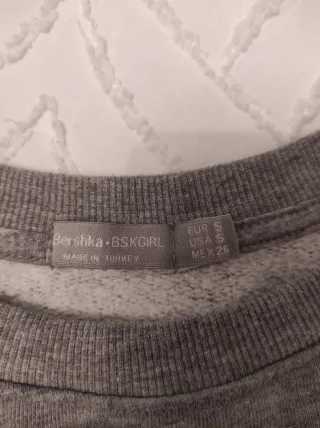 Bershka • BSKGIRL
MADE IN TURKEY
EUR S
USA S
MEX 26